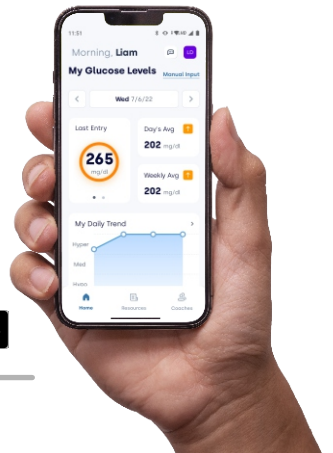 11:51
Morning, Liam
My Glucose Levels
Manual Input
Wed 7/6/22
Last Entry
265
mg/dl
Day's Avg
202 mg/dl
Weekly Avg
202 mg/dl
My Daily Trend
Hyper
Med
Hypo
Home
Resources
Coaches